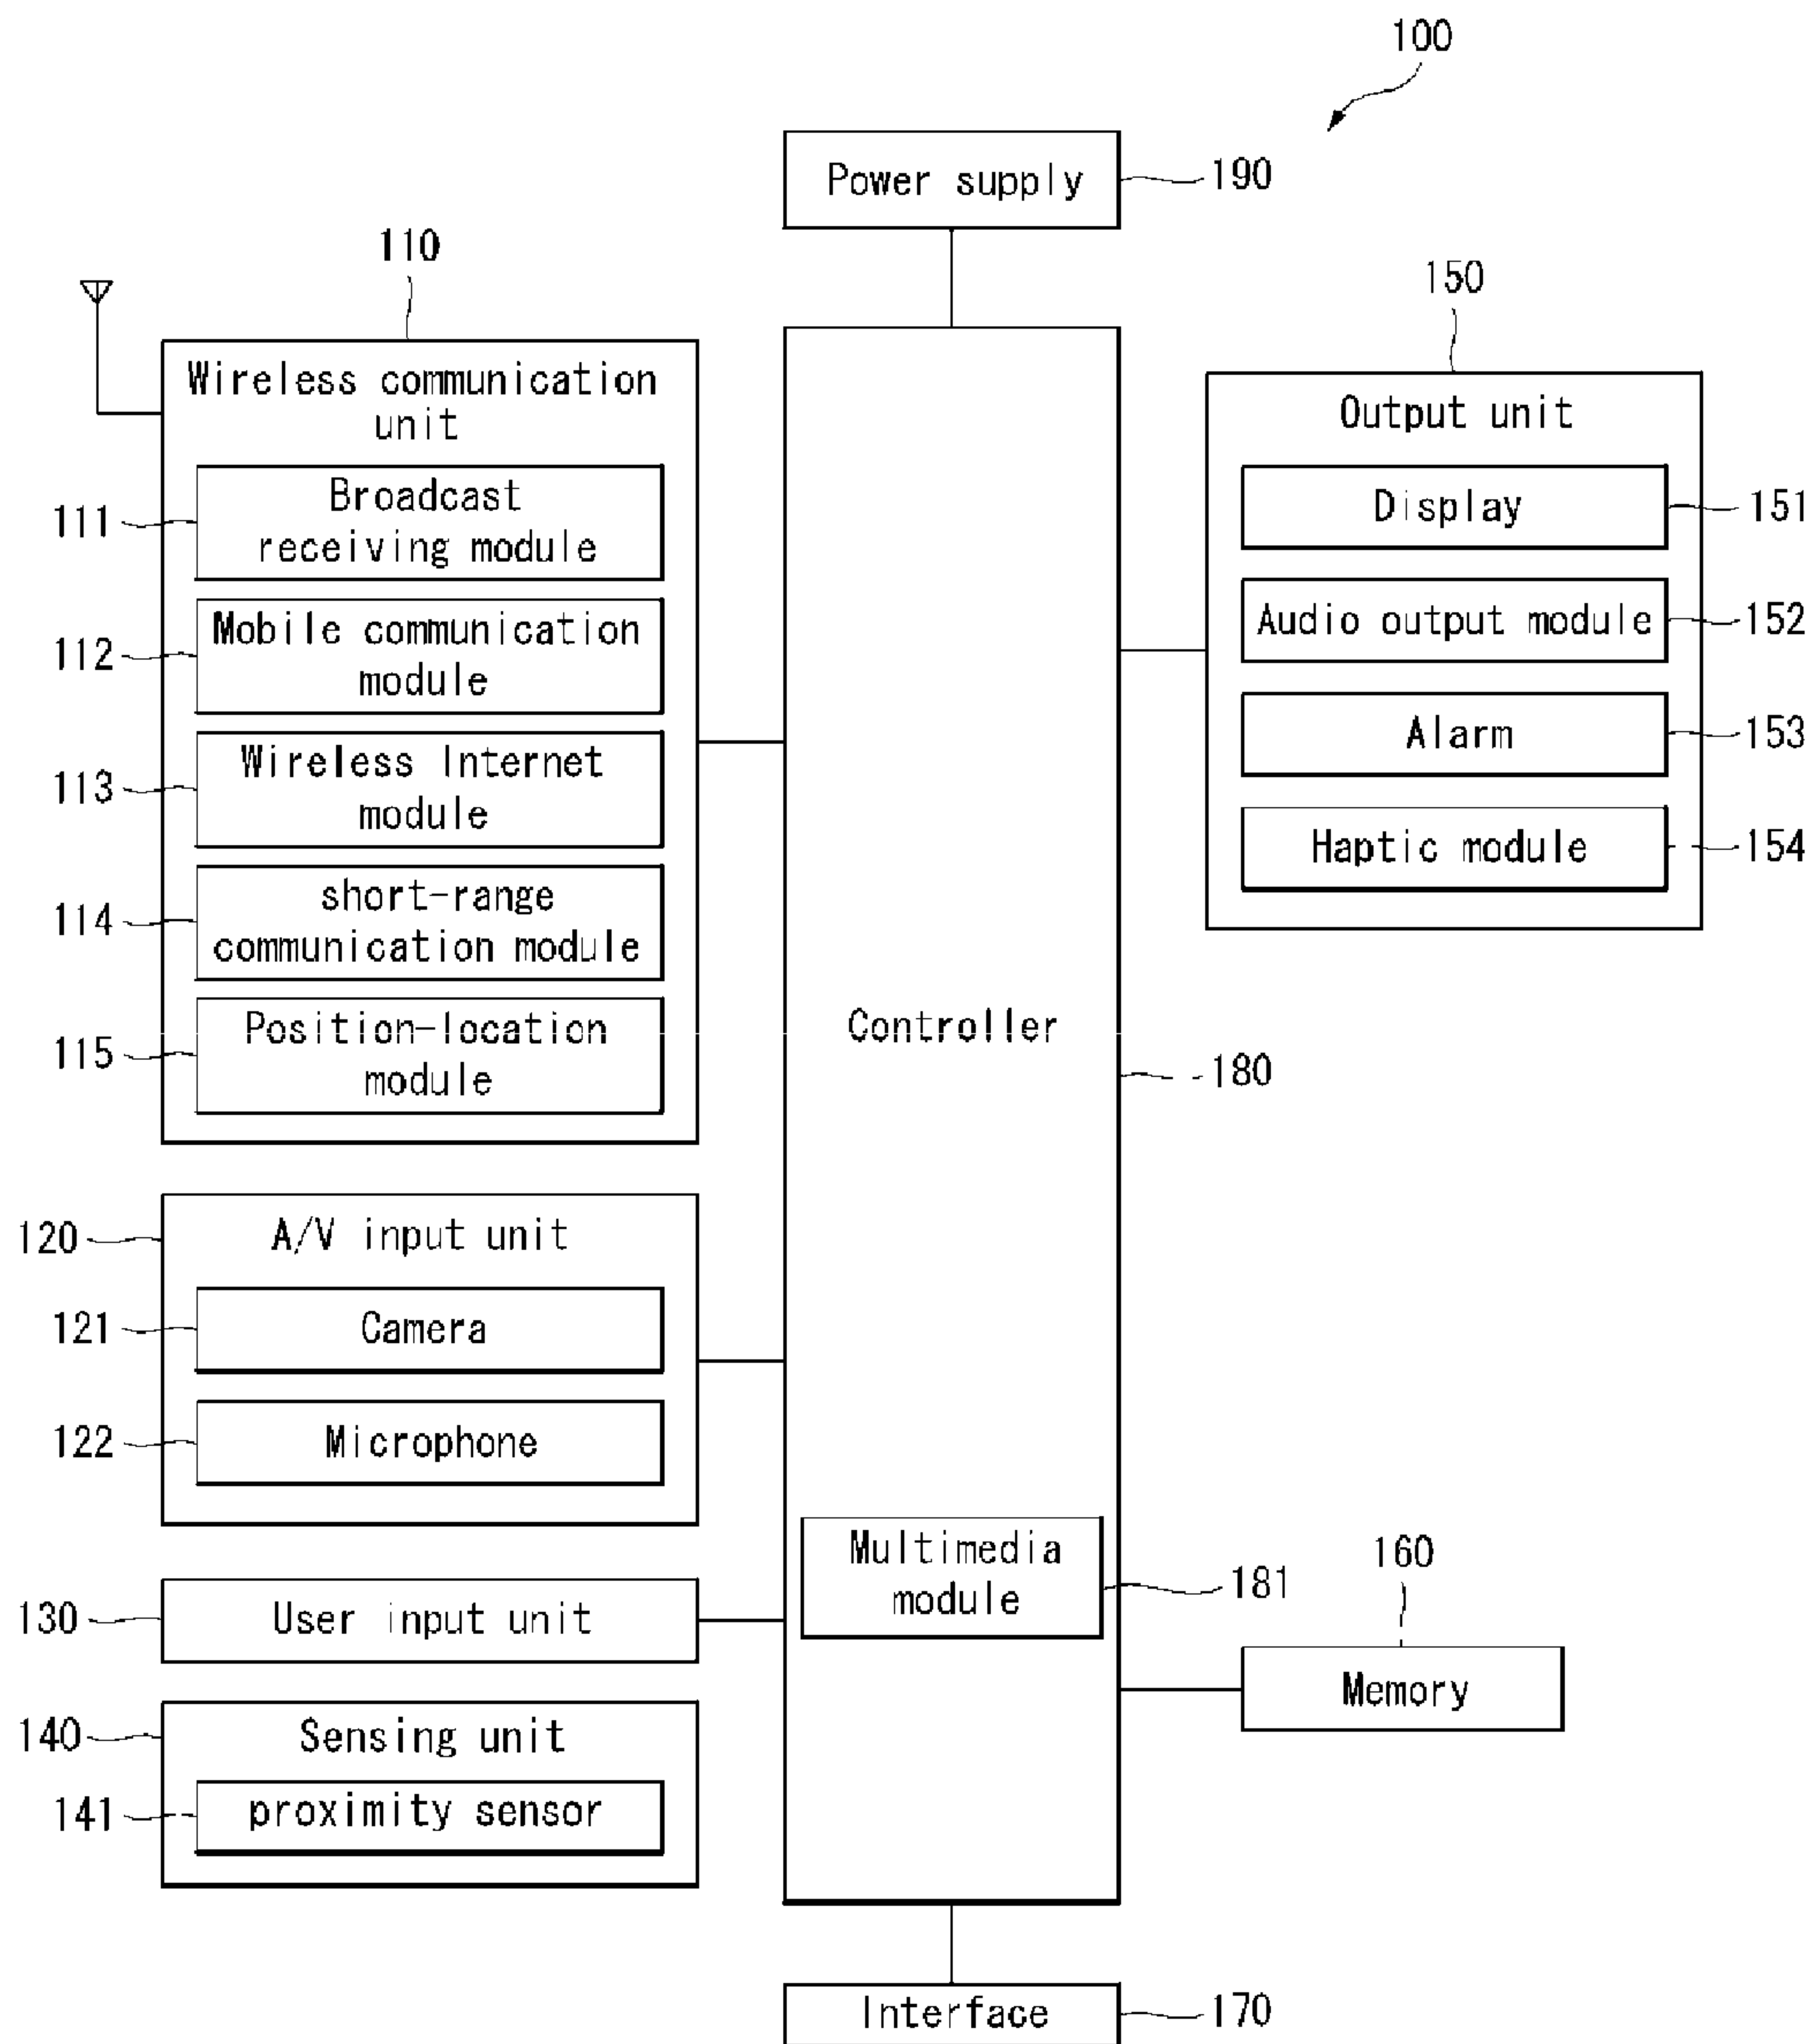 100
Power supply
190
110
Wireless communication
unit
111
Broadcast
receiving module
112
Mobile communication
module
113
Wireless Internet
module
114
short-range
communication module
115
Position-location
module
150
Output unit
Display
151
Audio output module
152
Alarm
153
Haptic module
154
Controller
180
120
A/V input unit
121
Camera
122
Microphone
Multimedia
module
181
130
User input unit
160
Memory
140
Sensing unit
141
proximity sensor
Interface
170